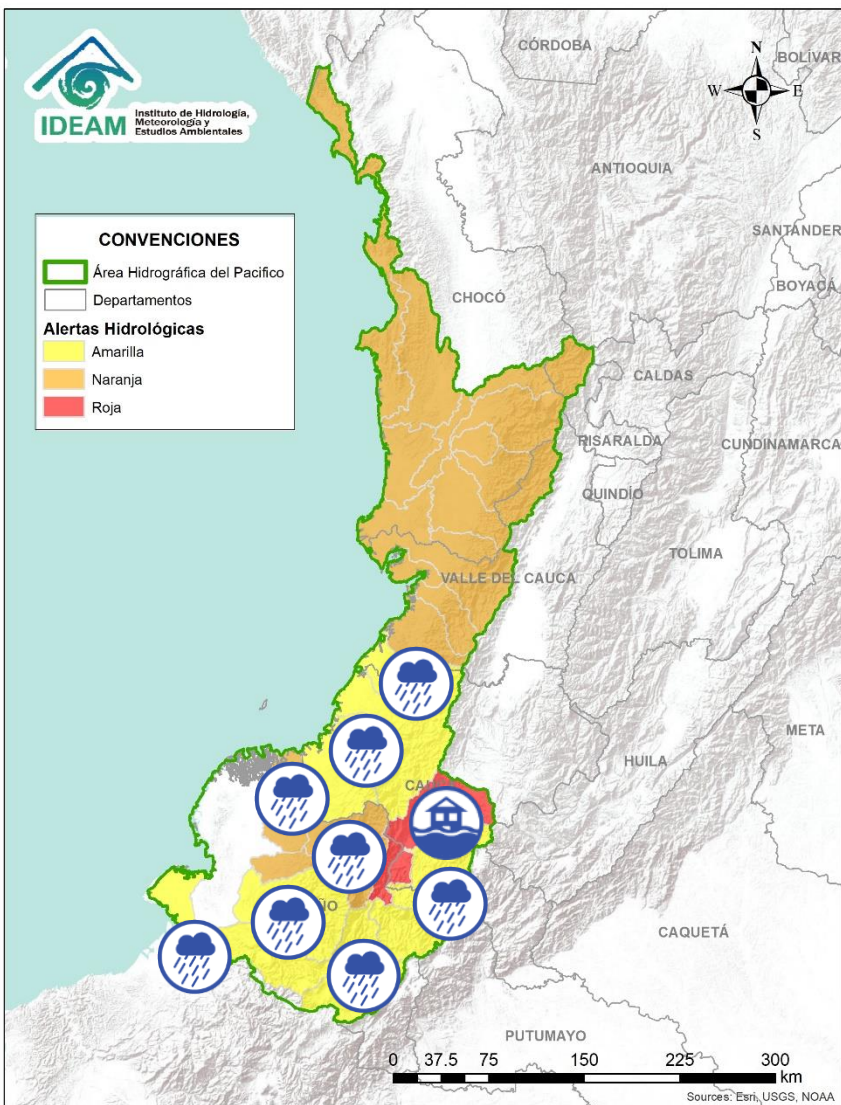 IDEAM
Instituto de Hidrología,
Meteorología y
Estudios Ambientales
CÓRDOBA
BOLÍVAR
N
W
E
S
ANTIOQUIA
SANTANDER
BOYACÁ
CONVENCIONES
Área Hidrográfica del Pacifico
Departamentos
Alertas Hidrológicas
Amarilla
Naranja
Roja
CHOCÓ
CALDAS
RISARALDA
CUNDINAMARCA
QUINDÍO
TOLIMA
VALLE DEL CAUCA
META
HUILA
CAQUETÁ
PUTUMAYO
0 37.5 75 150 225 300
km
Sources: Esri, USGS, NOAA